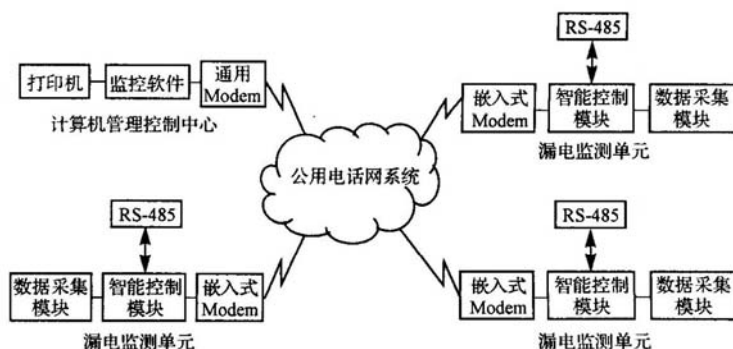 打印机
监控软件
通用
Modem
计算机管理控制中心
RS-485
嵌入式
Modem
智能控制
模块
数据采集
模块
漏电监测单元
公用电话网系统
RS-485
数据采集
模块
智能控制
模块
嵌入式
Modem
漏电监测单元
RS-485
嵌入式
Modem
智能控制
模块
数据采集
模块
漏电监测单元